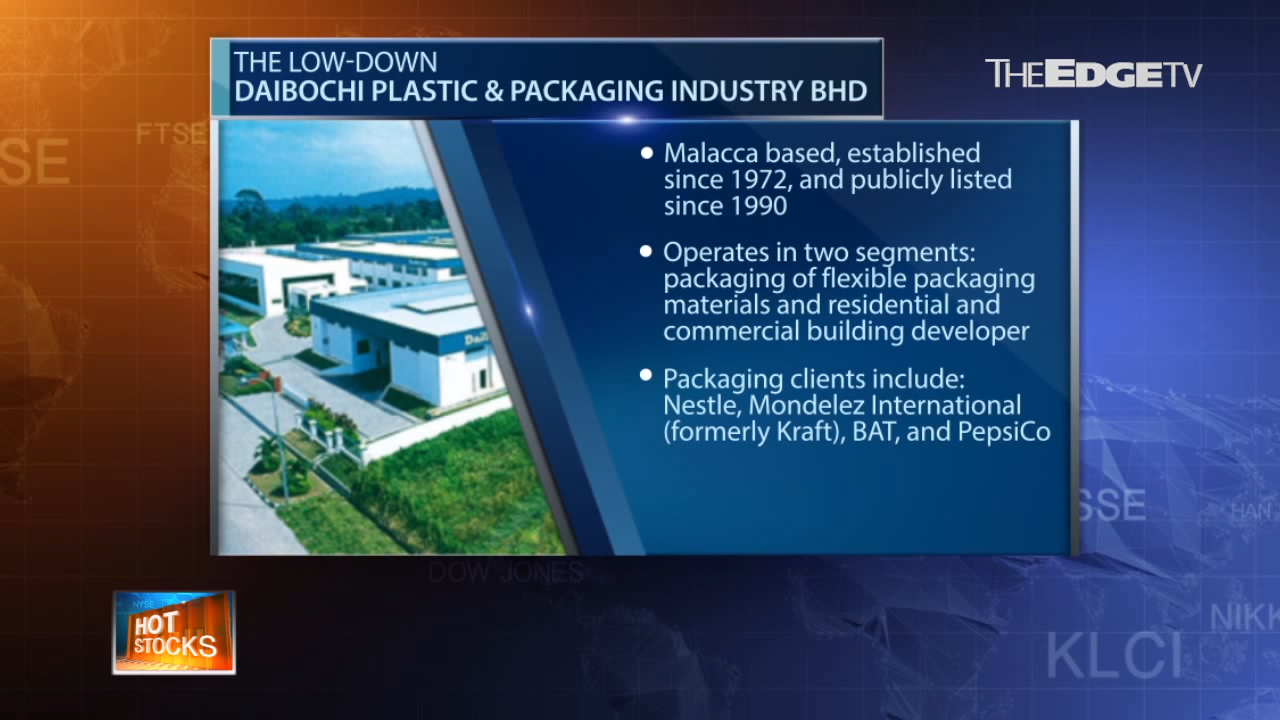 THE LOW-DOWN
DAIBOCHI PLASTIC & PACKAGING INDUSTRY BHD
THEEDGETV
FTSE
SE
• Malacca based, established
since 1972, and publicly listed
since 1990
• Operates in two segments:
packaging of flexible packaging
materials and residential and
commercial building developer
• Packaging clients include:
Nestle, Mondelez International
(formerly Kraft), BAT, and PepsiCo
SSE
HAN
DOW JONES
NYSE
HOT
STOCKS
NIKK
KLCI